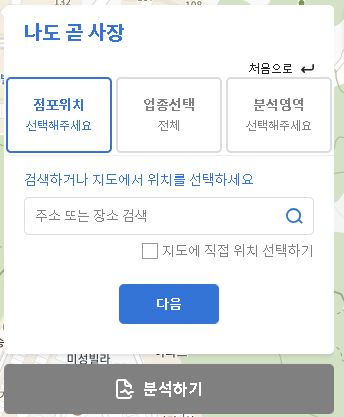 132
108
나도 곧 사장
처음으로
점포위치 업종선택 분석영역
선택해주세요 전체 선택해주세요
검색하거나 지도에서 위치를 선택하세요
주소 또는 장소 검색
지도에 직접 위치 선택하기
다음
미성빌라
분석하기